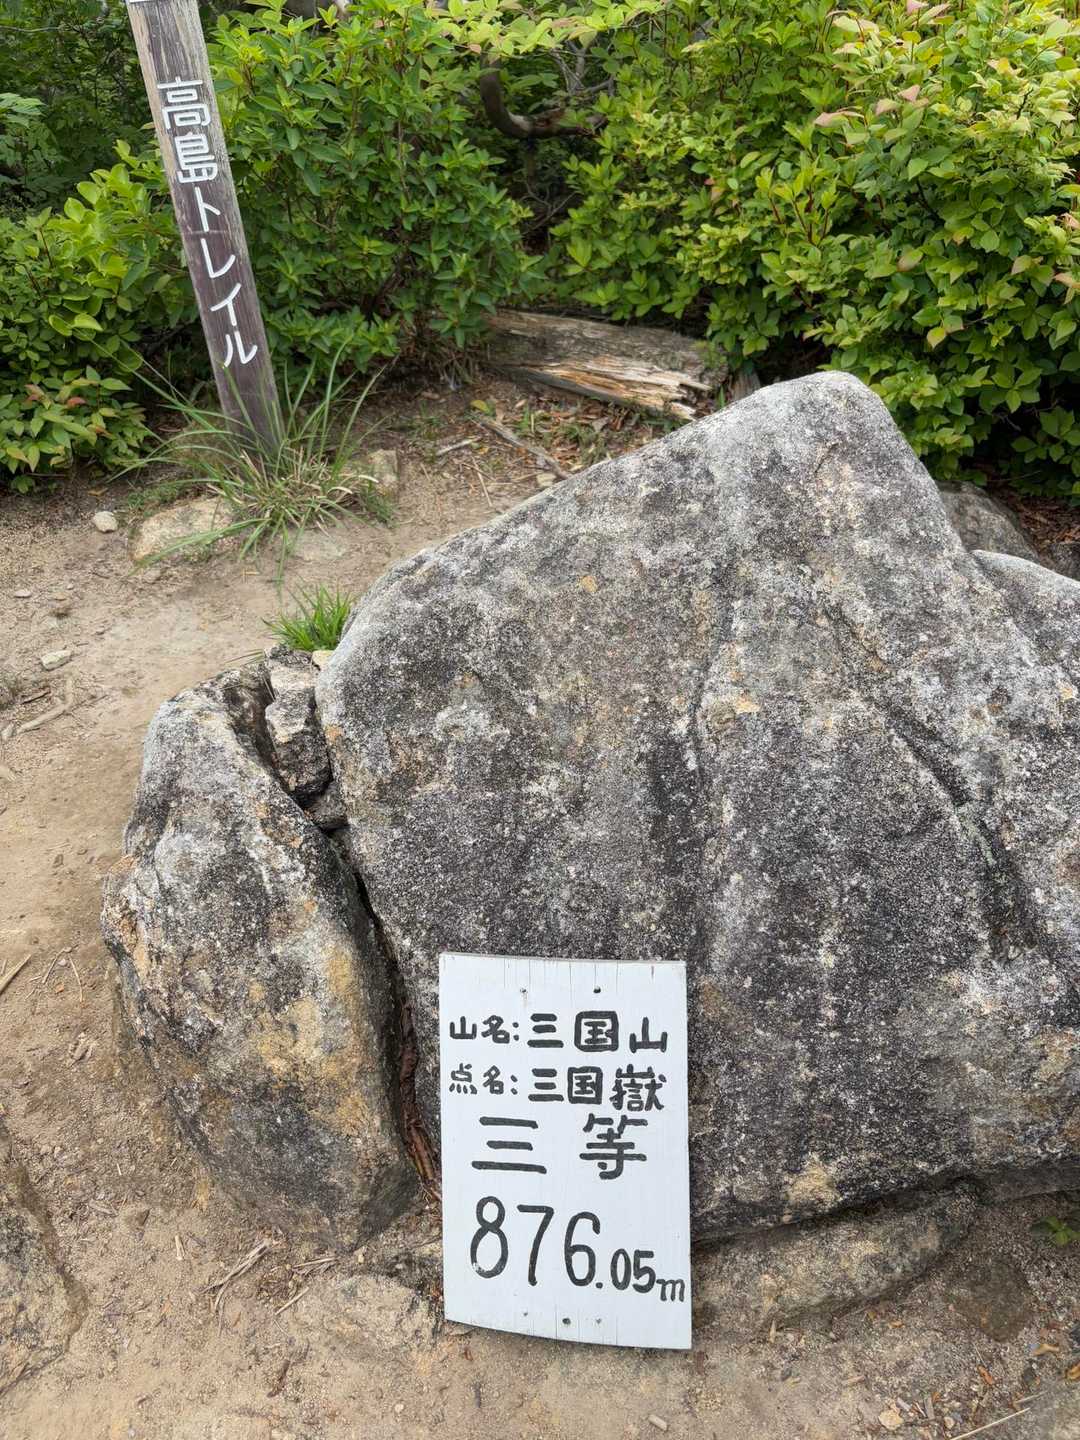 高島トレイル
山名:三国山
点名:三国嶽
三等
876.05m